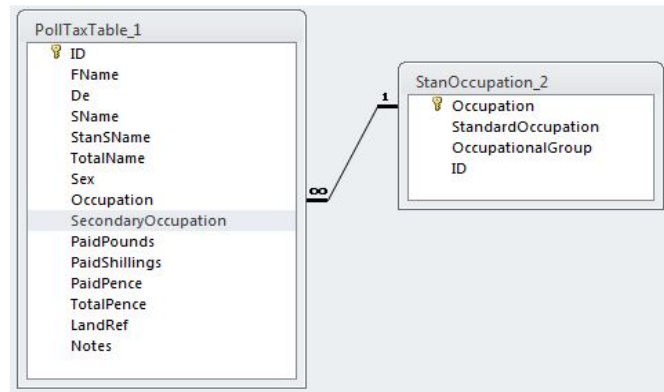 PollTaxTable_1
ID
FName
De
SName
StanSName
TotalName
Sex
Occupation
SecondaryOccupation
PaidPounds
PaidShillings
PaidPence
TotalPence
LandRef
Notes
∞
1
StanOccupation_2
Occupation
StandardOccupation
OccupationalGroup
ID